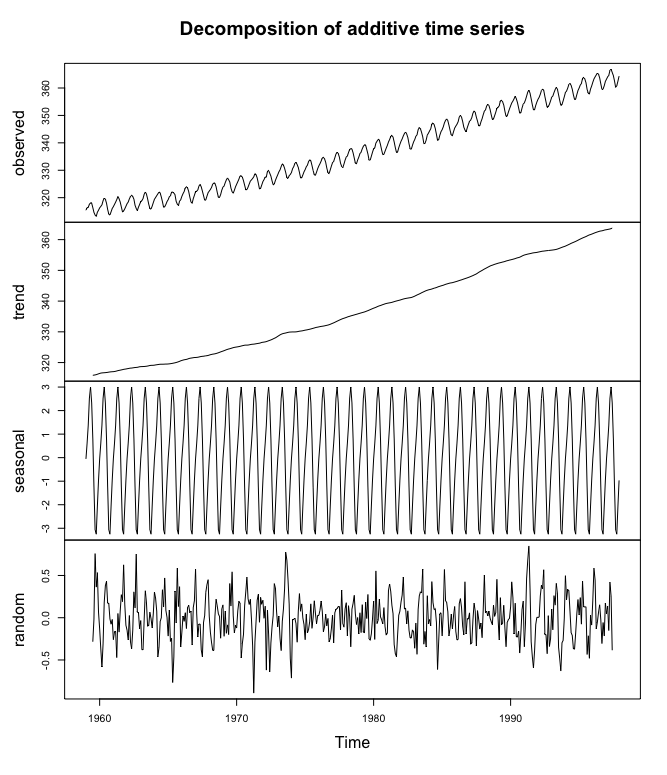 Decomposition of additive time series
observed
320 330 340 350 360
trend
320 330 340 350 360
seasonal
-3 -2 -1 0 1 2 3
random
-0.5 0.0 0.5
1960 1970 1980 1990
Time